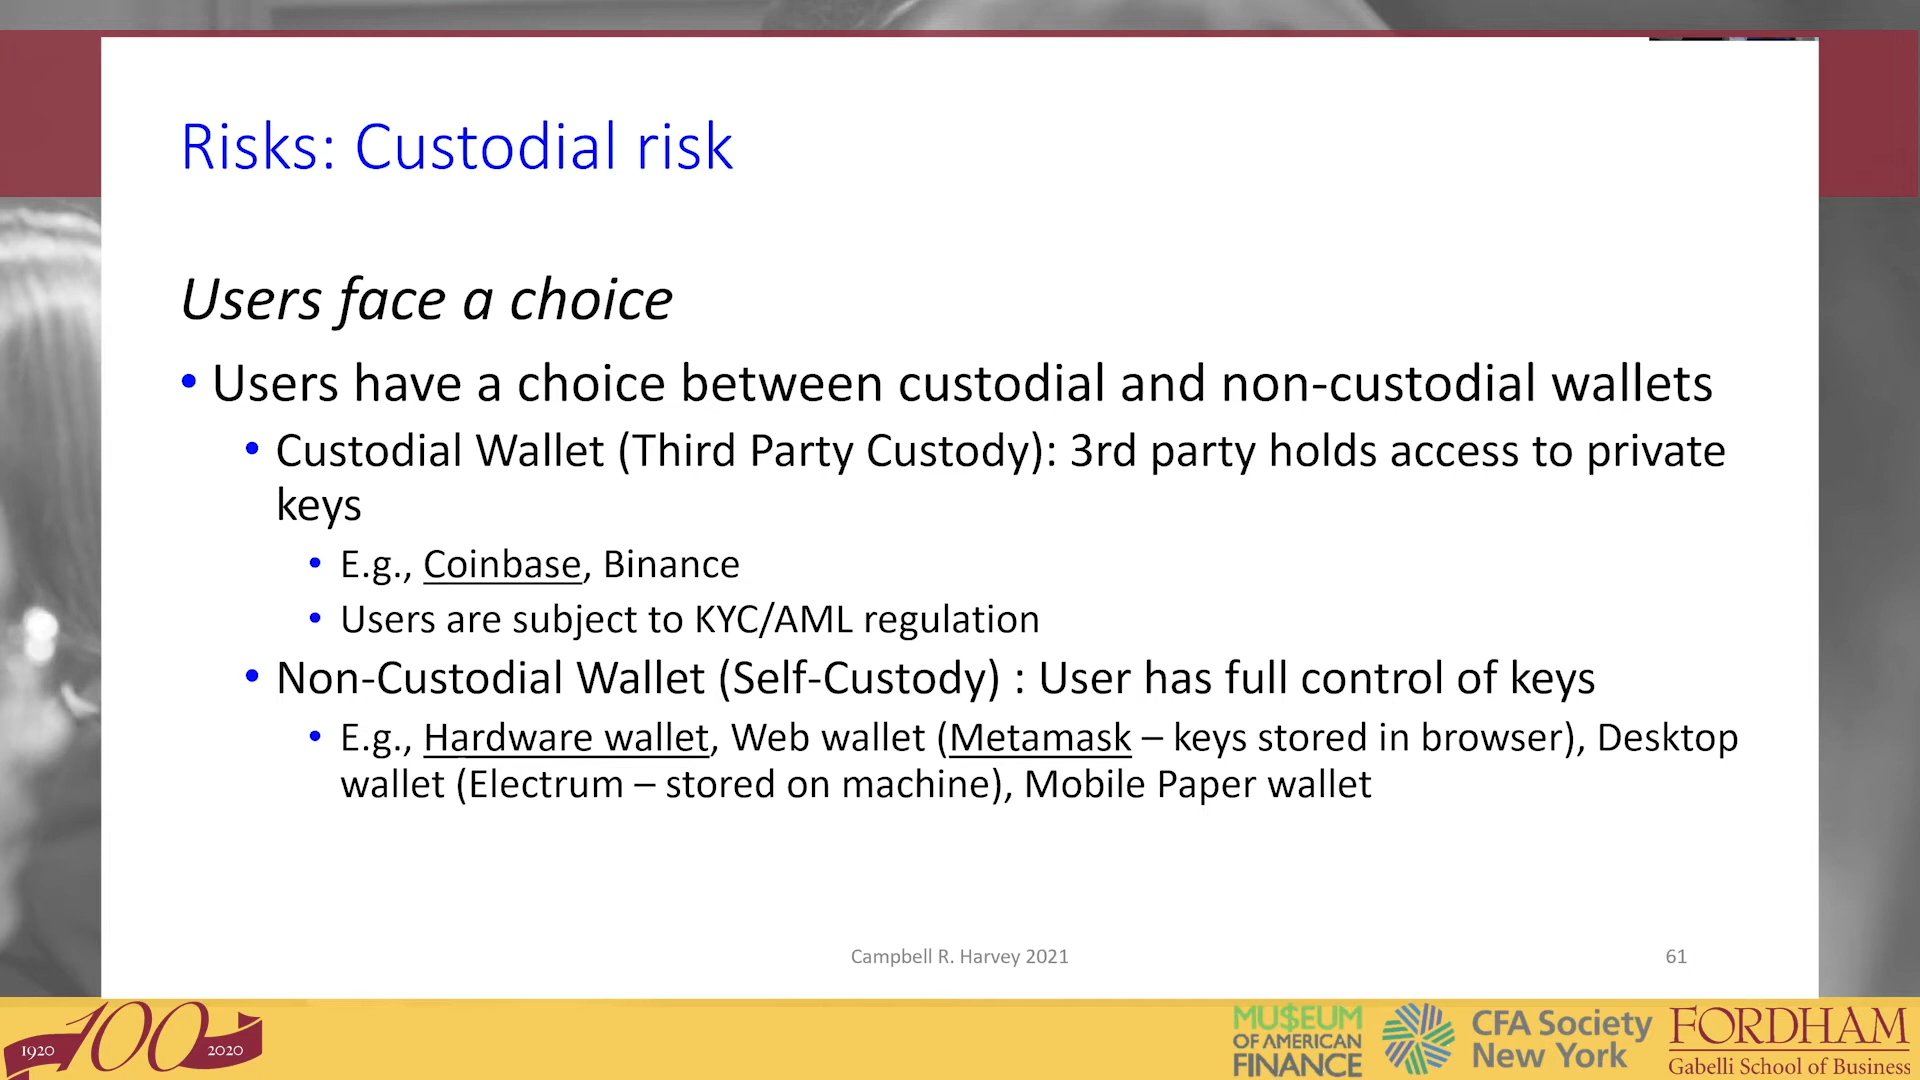 Risks: Custodial risk
Users face a choice
• Users have a choice between custodial and non-custodial wallets
• Custodial Wallet (Third Party Custody): 3rd party holds access to private
keys
• E.g., Coinbase, Binance
• Users are subject to KYC/AML regulation
• Non-Custodial Wallet (Self-Custody) : User has full control of keys
• E.g., Hardware wallet, Web wallet (Metamask – keys stored in browser), Desktop
wallet (Electrum – stored on machine), Mobile Paper wallet
Campbell R. Harvey 2021
61
1920
100
2020
MU$EUM
OF AMERICAN
FINANCE
CFA Society
New York
FORDHAM
Gabelli School of Business